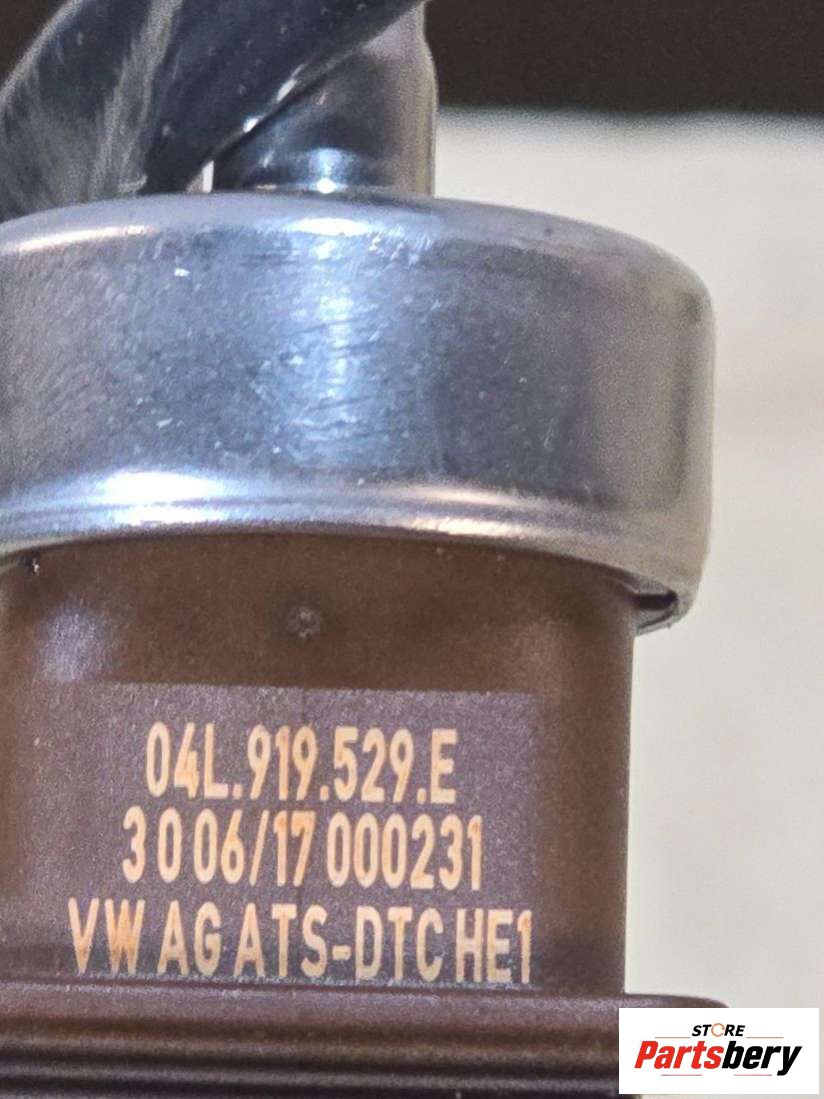 04L.919.529.E
3 0 06/17 000231
VW AG ATS-DTC HE1
STORE
Partsbery